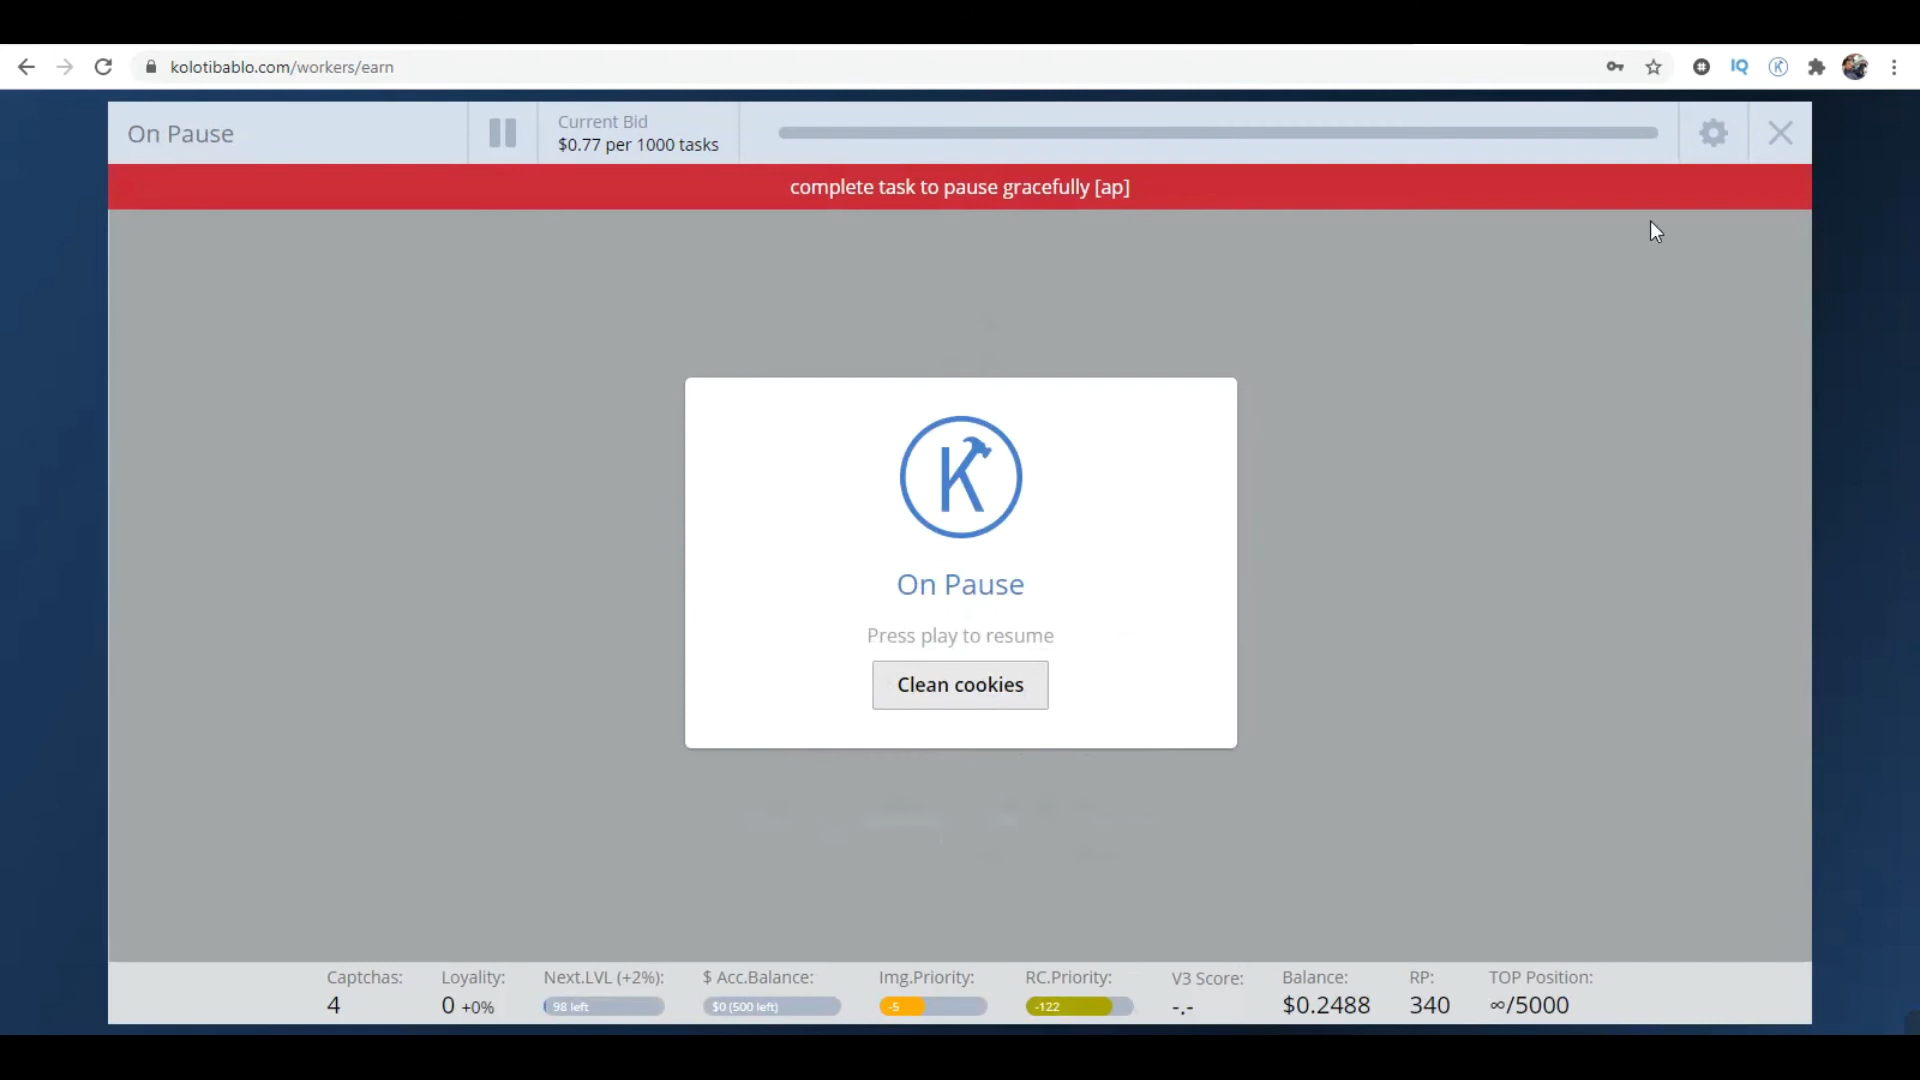 kolotibablo.com/workers/earn
IQ
K
On Pause
Current Bid
$0.77 per 1000 tasks
complete task to pause gracefully [ap]
K
On Pause
Press play to resume
Clean cookies
Captchas: Loyality: Next.LVL (+2%): $ Acc.Balance: Img.Priority: RC.Priority: V3 Score: Balance: RP: TOP Position:
4 0 +0% 98 left $0 (500 left) -5 -122 -.- $0.2488 340 ∞/5000